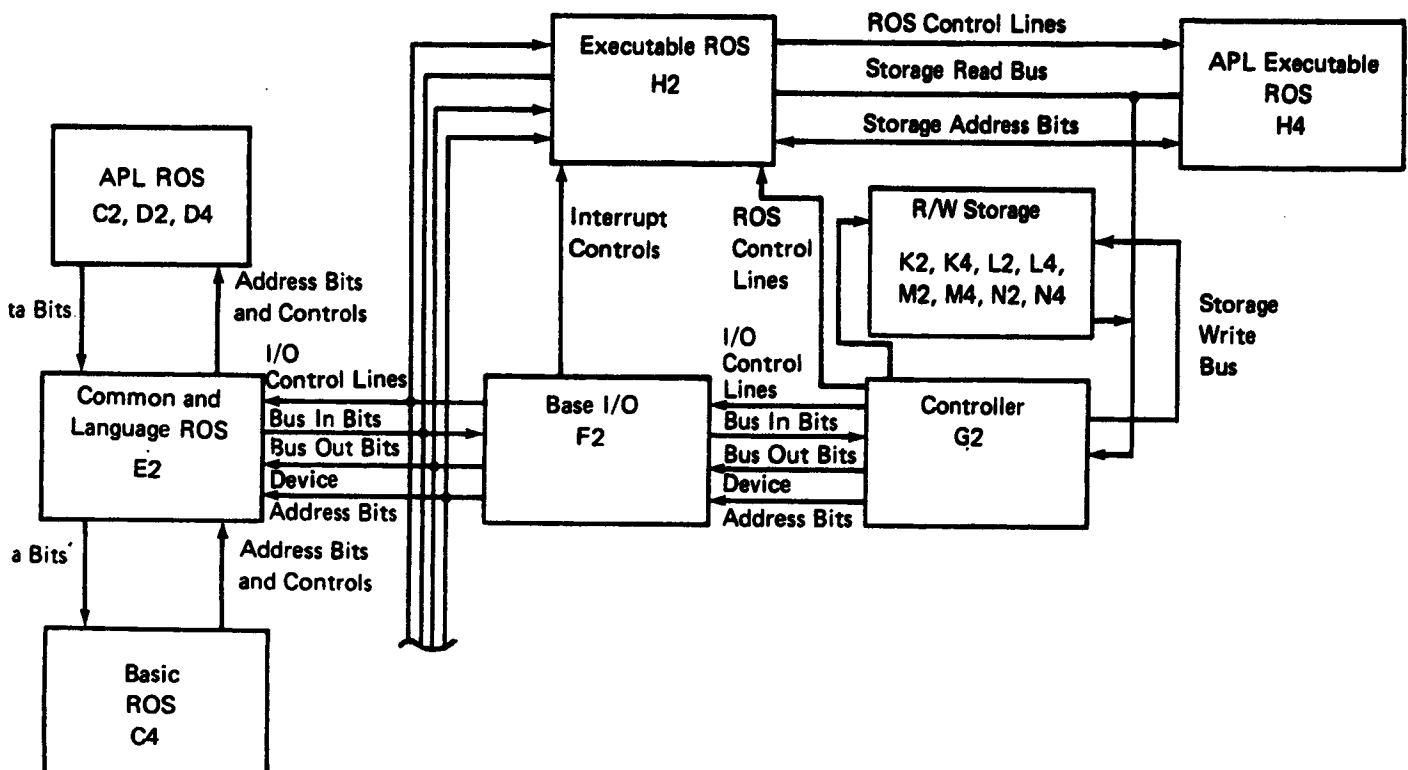 Executable ROS
H2
ROS Control Lines
Storage Read Bus
Storage Address Bits
APL Executable
ROS
H4
APL ROS
C2, D2, D4
Interrupt
Controls
ROS
Control
Lines
R/W Storage
K2, K4, L2, L4,
M2, M4, N2, N4
Storage
Write
Bus
ta Bits
Address Bits
and Controls
I/O
Control Lines
Bus In Bits
Bus Out Bits
Device
Address Bits
I/O
Control
Lines
Bus In Bits
Bus Out Bits
Device
Address Bits
Common and
Language ROS
E2
Base I/O
F2
Controller
G2
a Bits
Address Bits
and Controls
Basic
ROS
C4